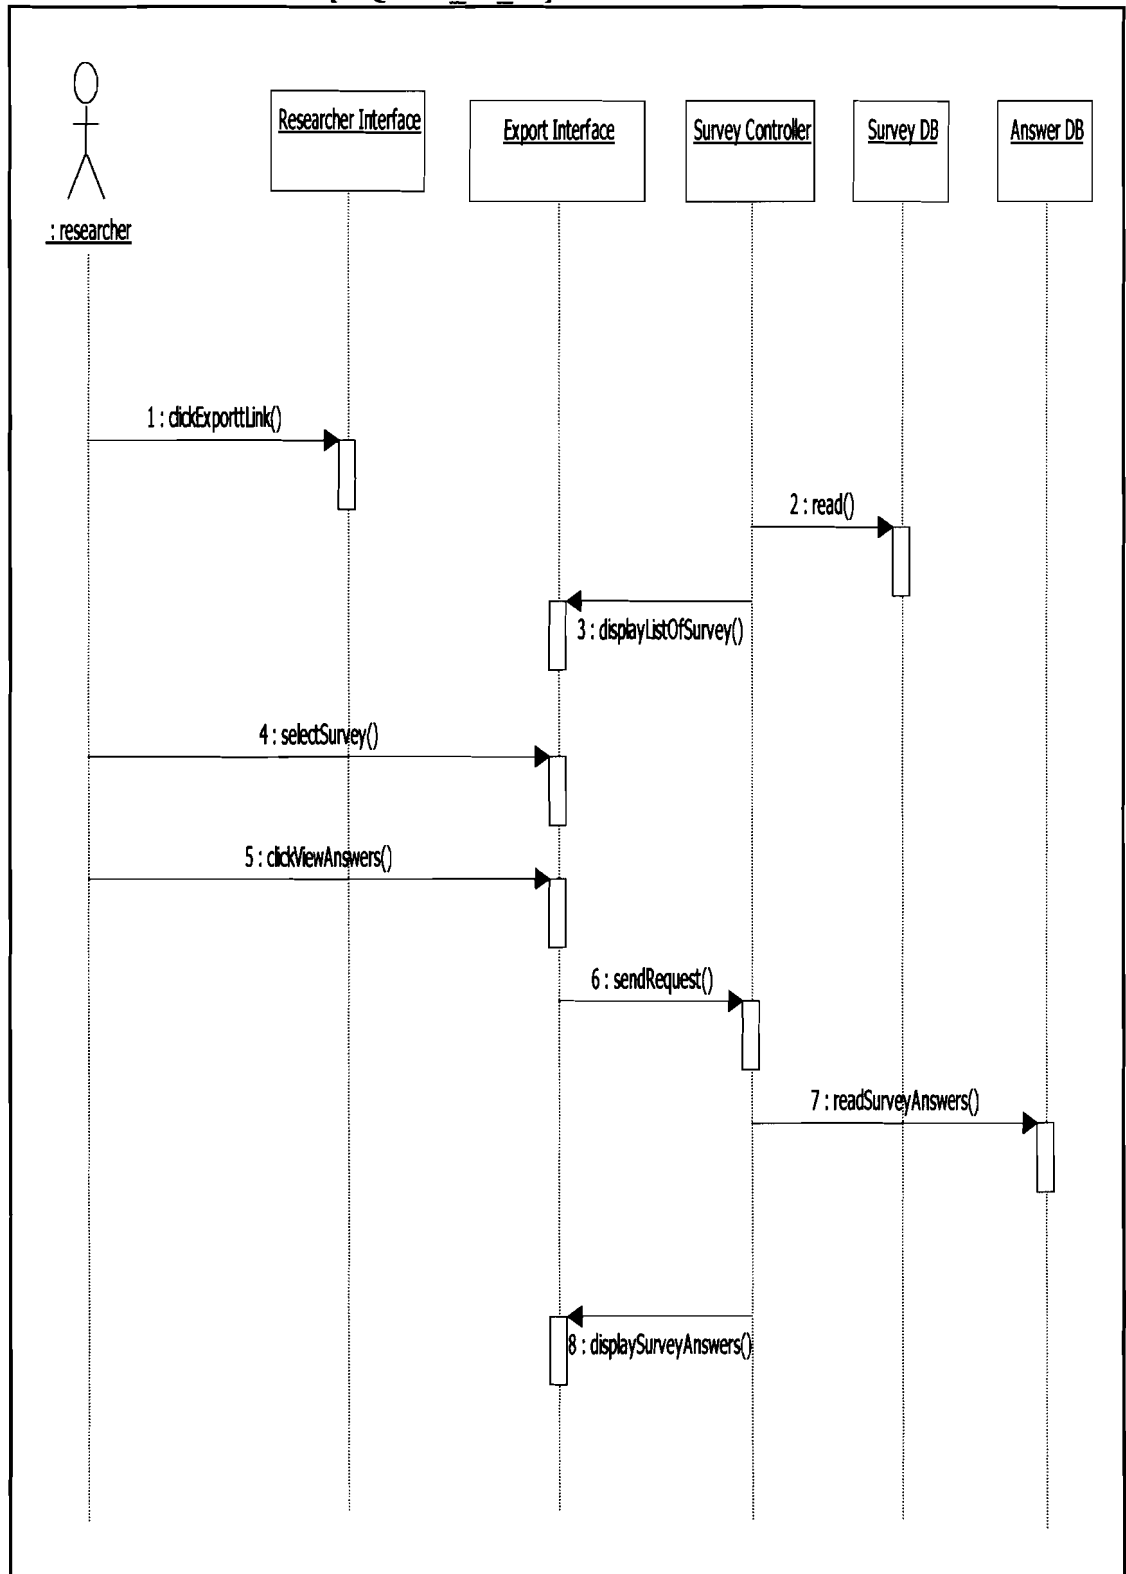 Researcher Interface
Export Interface
Survey Controller
Survey DB
Answer DB
: researcher
1 : clickExporttLink()
2 : read()
3 : displayListOfSurvey()
4 : selectSurvey()
5 : clickViewAnswers()
6 : sendRequest()
7 : readSurveyAnswers()
8 : displaySurveyAnswers()